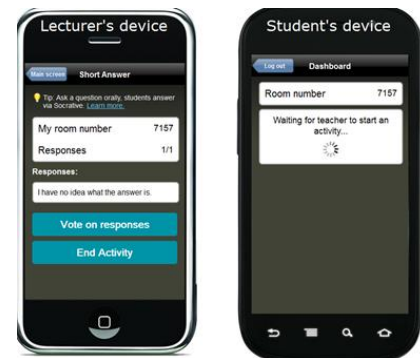 Lecturer's device
Main screen
Short Answer
Tip: Ask a question orally, students answer
via Socrative. Learn more.
My room number 7157
Responses 1/1
Responses:
I have no idea what the answer is.
Vote on responses
End Activity
Student's device
Log out
Dashboard
Room number 7157
Waiting for teacher to start an
activity...